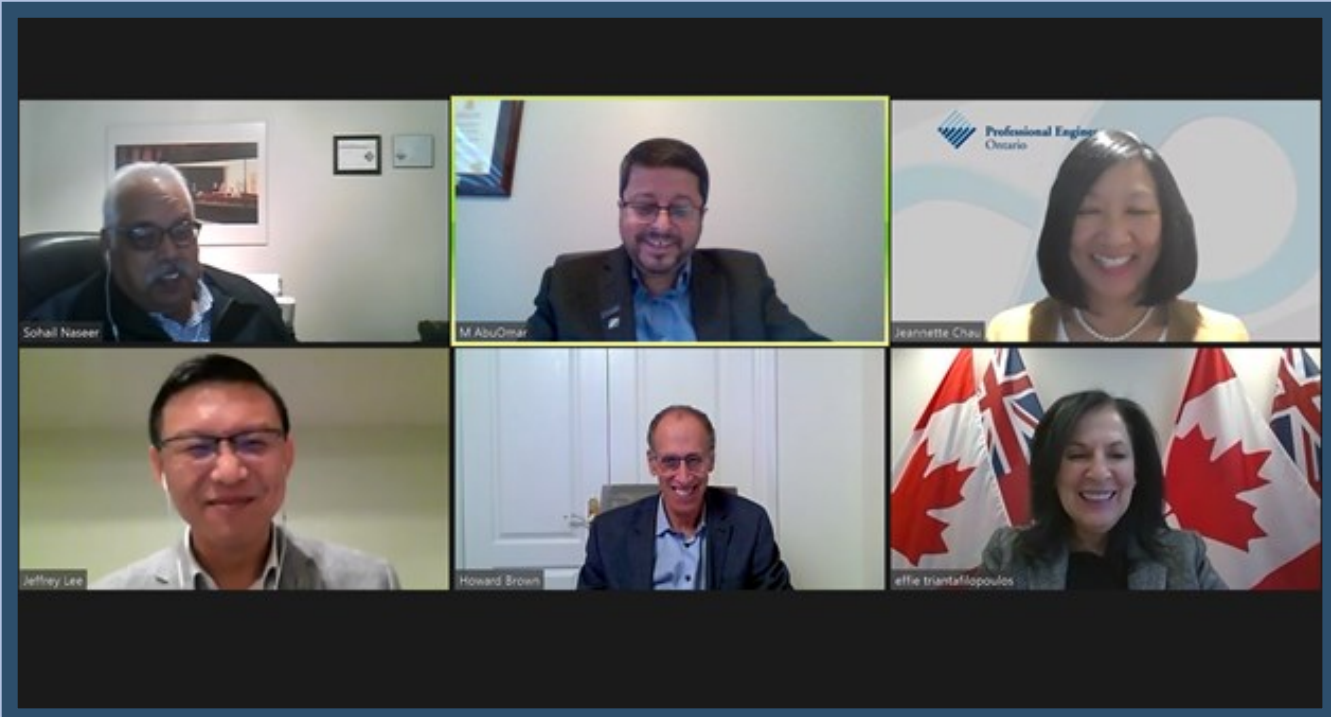 Professional Engine
Ontario
Sohail Naseer
M AbuOmar
Jeannette Chau
Jeffrey Lee
Howard Brown
effie triantafilopoulos